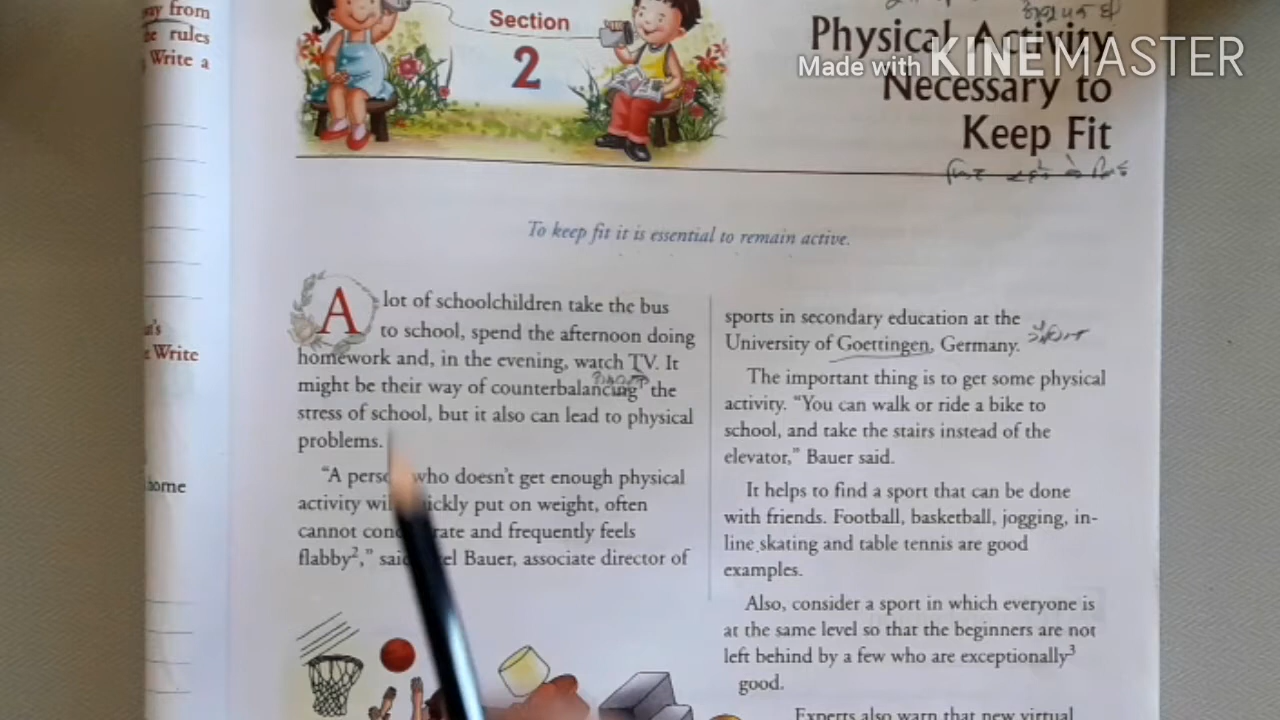 ay from
e rules
Write a
's
Write
home
Section
2
Physical Activity
Necessary to
Keep Fit
Made with KINEMASTER
To keep fit it is essential to remain active.
A lot of schoolchildren take the bus
to school, spend the afternoon doing
homework and, in the evening, watch TV. It
might be their way of counterbalancing¹ the
stress of school, but it also can lead to physical
problems.
“A person who doesn’t get enough physical
activity will quickly put on weight, often
cannot concentrate and frequently feels
flabby²,” said Bauer, associate director of
sports in secondary education at the
University of Goettingen, Germany.
The important thing is to get some physical
activity. “You can walk or ride a bike to
school, and take the stairs instead of the
elevator,” Bauer said.
It helps to find a sport that can be done
with friends. Football, basketball, jogging, in-
line skating and table tennis are good
examples.
Also, consider a sport in which everyone is
at the same level so that the beginners are not
left behind by a few who are exceptionally³
good.
Experts also warn that new virtual